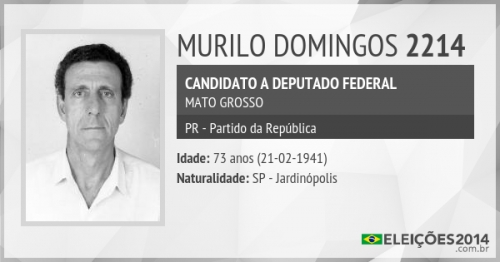 MURILO DOMINGOS 2214
CANDIDATO A DEPUTADO FEDERAL
MATO GROSSO
PR - Partido da República
Idade: 73 anos (21-02-1941)
Naturalidade: SP - Jardinópolis
ELEIÇÕES2014
.com.br